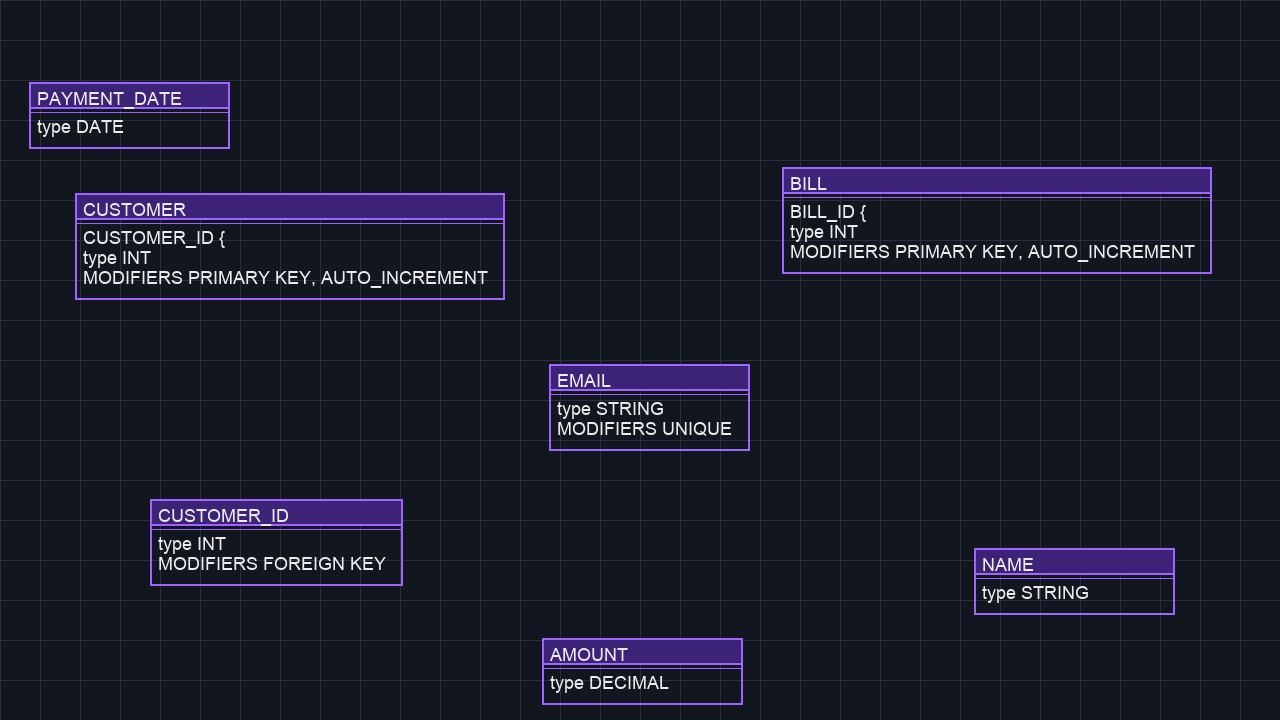 PAYMENT_DATE
type DATE
CUSTOMER
CUSTOMER_ID {
type INT
MODIFIERS PRIMARY KEY, AUTO_INCREMENT
BILL
BILL_ID {
type INT
MODIFIERS PRIMARY KEY, AUTO_INCREMENT
EMAIL
type STRING
MODIFIERS UNIQUE
CUSTOMER_ID
type INT
MODIFIERS FOREIGN KEY
NAME
type STRING
AMOUNT
type DECIMAL